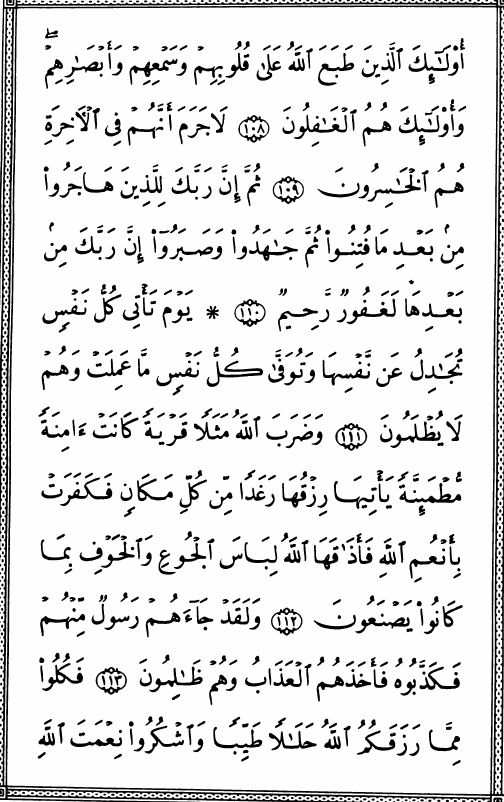 أُوْلَٰٓئِكَ ٱلَّذِينَ طَبَعَ ٱللَّهُ عَلَىٰ قُلُوبِهِمۡ وَسَمۡعِهِمۡ وَأَبۡصَٰرِهِمۡۖ
وَأُوْلَٰٓئِكَ هُمُ ٱلۡغَٰفِلُونَ ١٠٨ لَا جَرَمَ أَنَّهُمۡ فِي ٱلۡأٓخِرَةِ
هُمُ ٱلۡخَٰسِرُونَ ١٠٩ ثُمَّ إِنَّ رَبَّكَ لِلَّذِينَ هَاجَرُواْ
مِنۢ بَعۡدِ مَا فُتِنُواْ ثُمَّ جَٰهَدُواْ وَصَبَرُوٓاْ إِنَّ رَبَّكَ مِنۢ
بَعۡدِهَا لَغَفُورٞ رَّحِيمٞ ١١٠ * يَوۡمَ تَأۡتِي كُلُّ نَفۡسٖ
تُجَٰدِلُ عَن نَّفۡسِهَا وَتُوَفَّىٰ كُلُّ نَفۡسٖ مَّا عَمِلَتۡ وَهُمۡ
لَا يُظۡلَمُونَ ١١١ وَضَرَبَ ٱللَّهُ مَثَلٗا قَرۡيَةٗ كَانَتۡ ءَامِنَةٗ
مُّطۡمَئِنَّةٗ يَأۡتِيهَا رِزۡقُهَا رَغَدٗا مِّن كُلِّ مَكَانٖ فَكَفَرَتۡ
بِأَنۡعُمِ ٱللَّهِ فَأَذَٰقَهَا ٱللَّهُ لِبَاسَ ٱلۡجُوعِ وَٱلۡخَوۡفِ بِمَا
كَانُواْ يَصۡنَعُونَ ١١٢ وَلَقَدۡ جَآءَهُمۡ رَسُولٞ مِّنۡهُمۡ
فَكَذَّبُوهُ فَأَخَذَهُمُ ٱلۡعَذَابُ وَهُمۡ ظَٰلِمُونَ ١١٣ فَكُلُواْ
مِمَّا رَزَقَكُمُ ٱللَّهُ حَلَٰلٗا طَيِّبٗا وَٱشۡكُرُواْ نِعۡمَتَ ٱللَّهِ